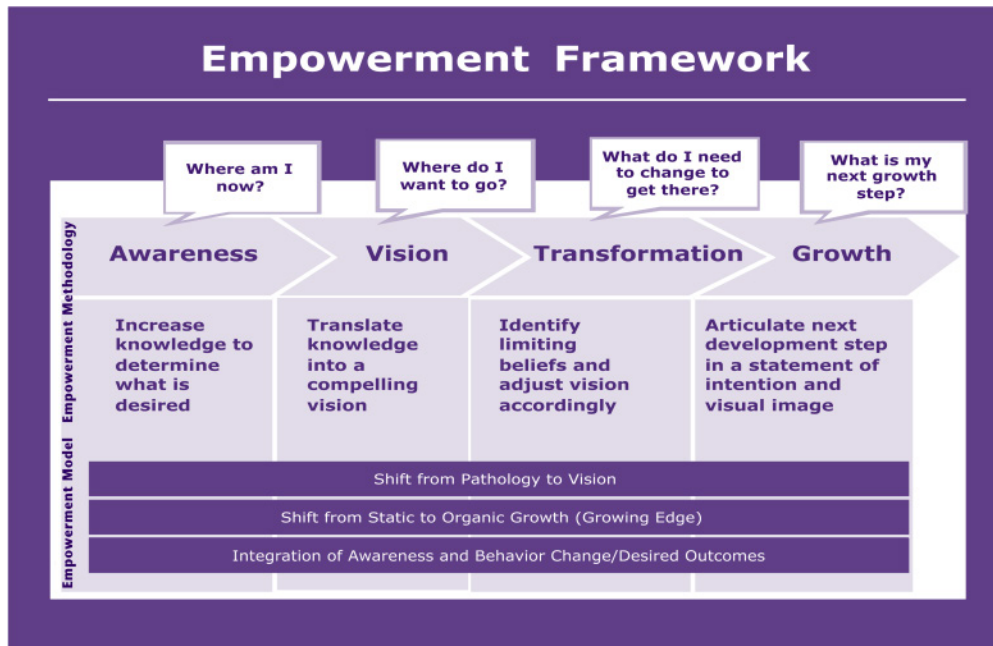 Empowerment Framework
Where am I
now?
Where do I
want to go?
What do I need
to change to
get there?
What is my
next growth
step?
Empowerment Methodology
Awareness
Vision
Transformation
Growth
Increase
knowledge to
determine
what is
desired
Translate
knowledge
into a
compelling
vision
Identify
limiting
beliefs and
adjust vision
accordingly
Articulate next
development step
in a statement of
intention and
visual image
Empowerment Model
Shift from Pathology to Vision
Shift from Static to Organic Growth (Growing Edge)
Integration of Awareness and Behavior Change/Desired Outcomes